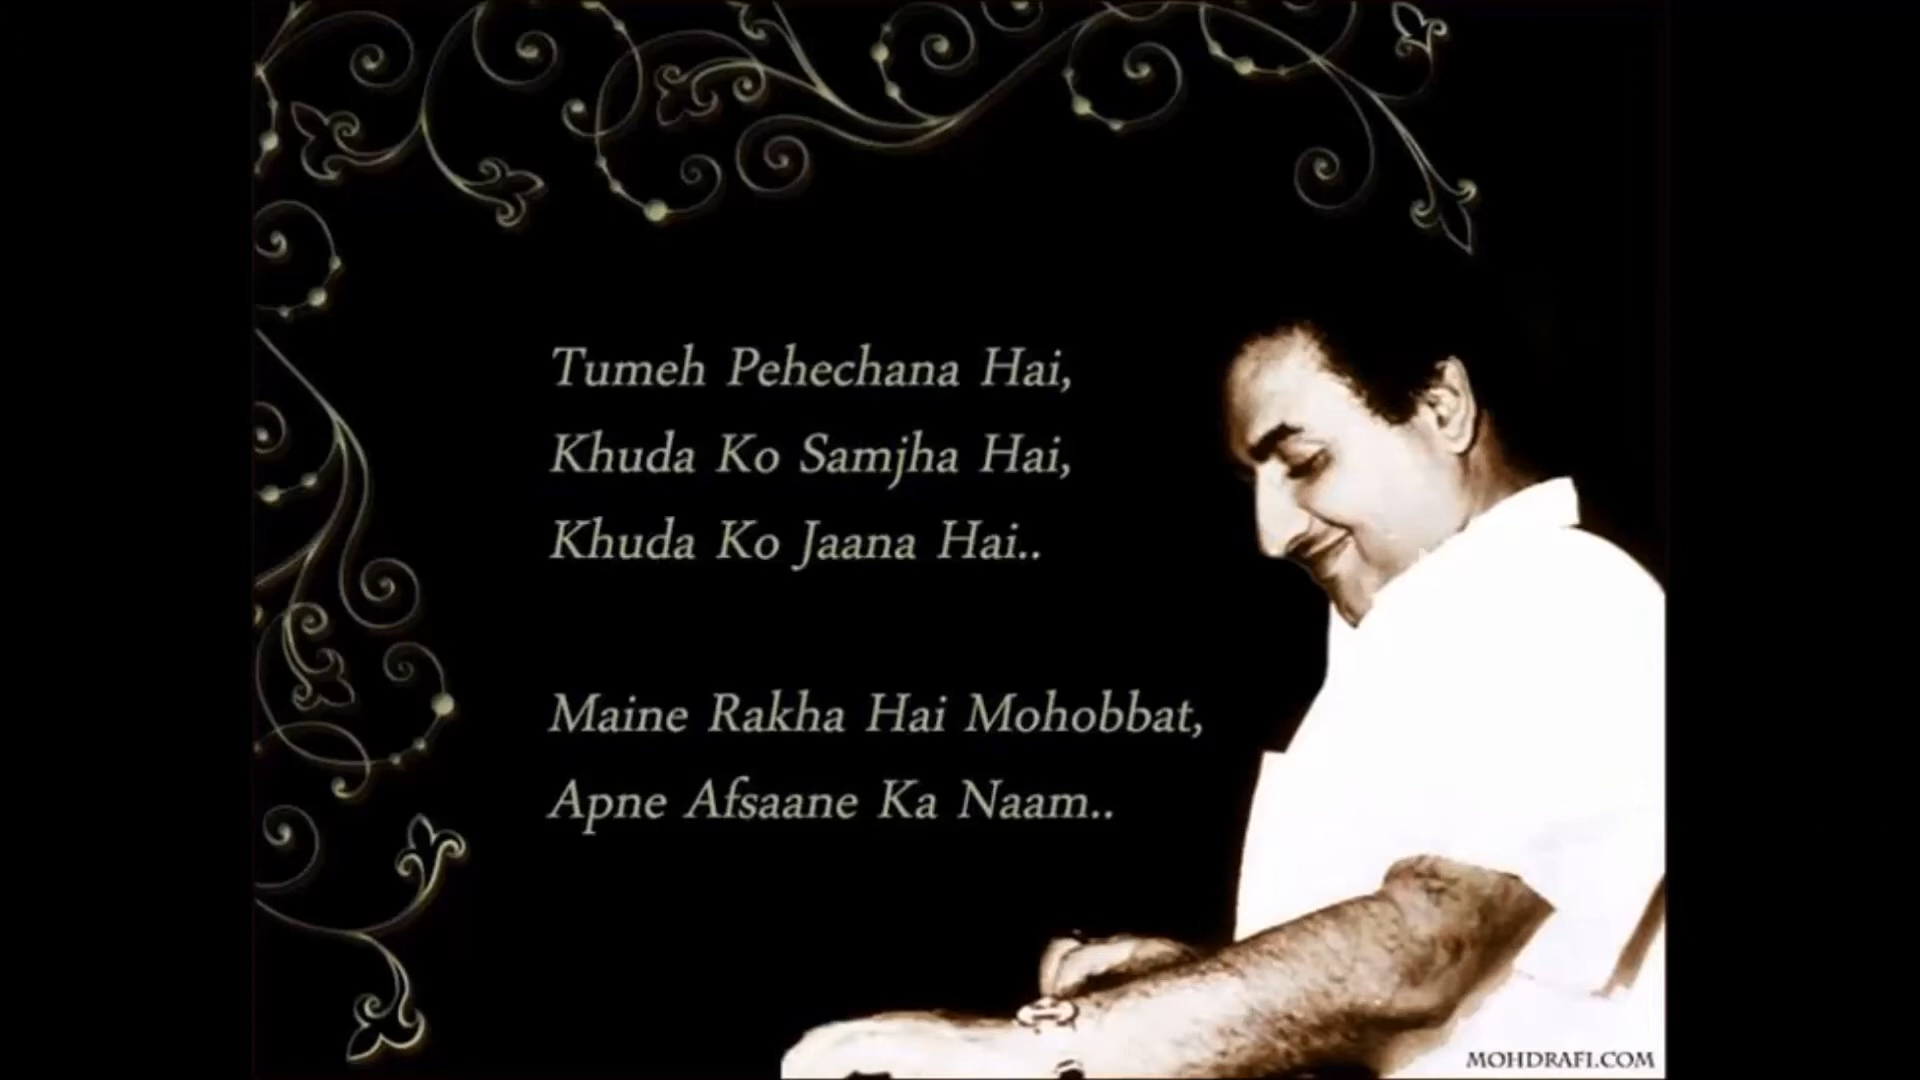 Tumeh Pehechana Hai,
Khuda Ko Samjha Hai,
Khuda Ko Jaana Hai..
Maine Rakha Hai Mohobbat,
Apne Afsaane Ka Naam..
MOHDRAFI.COM